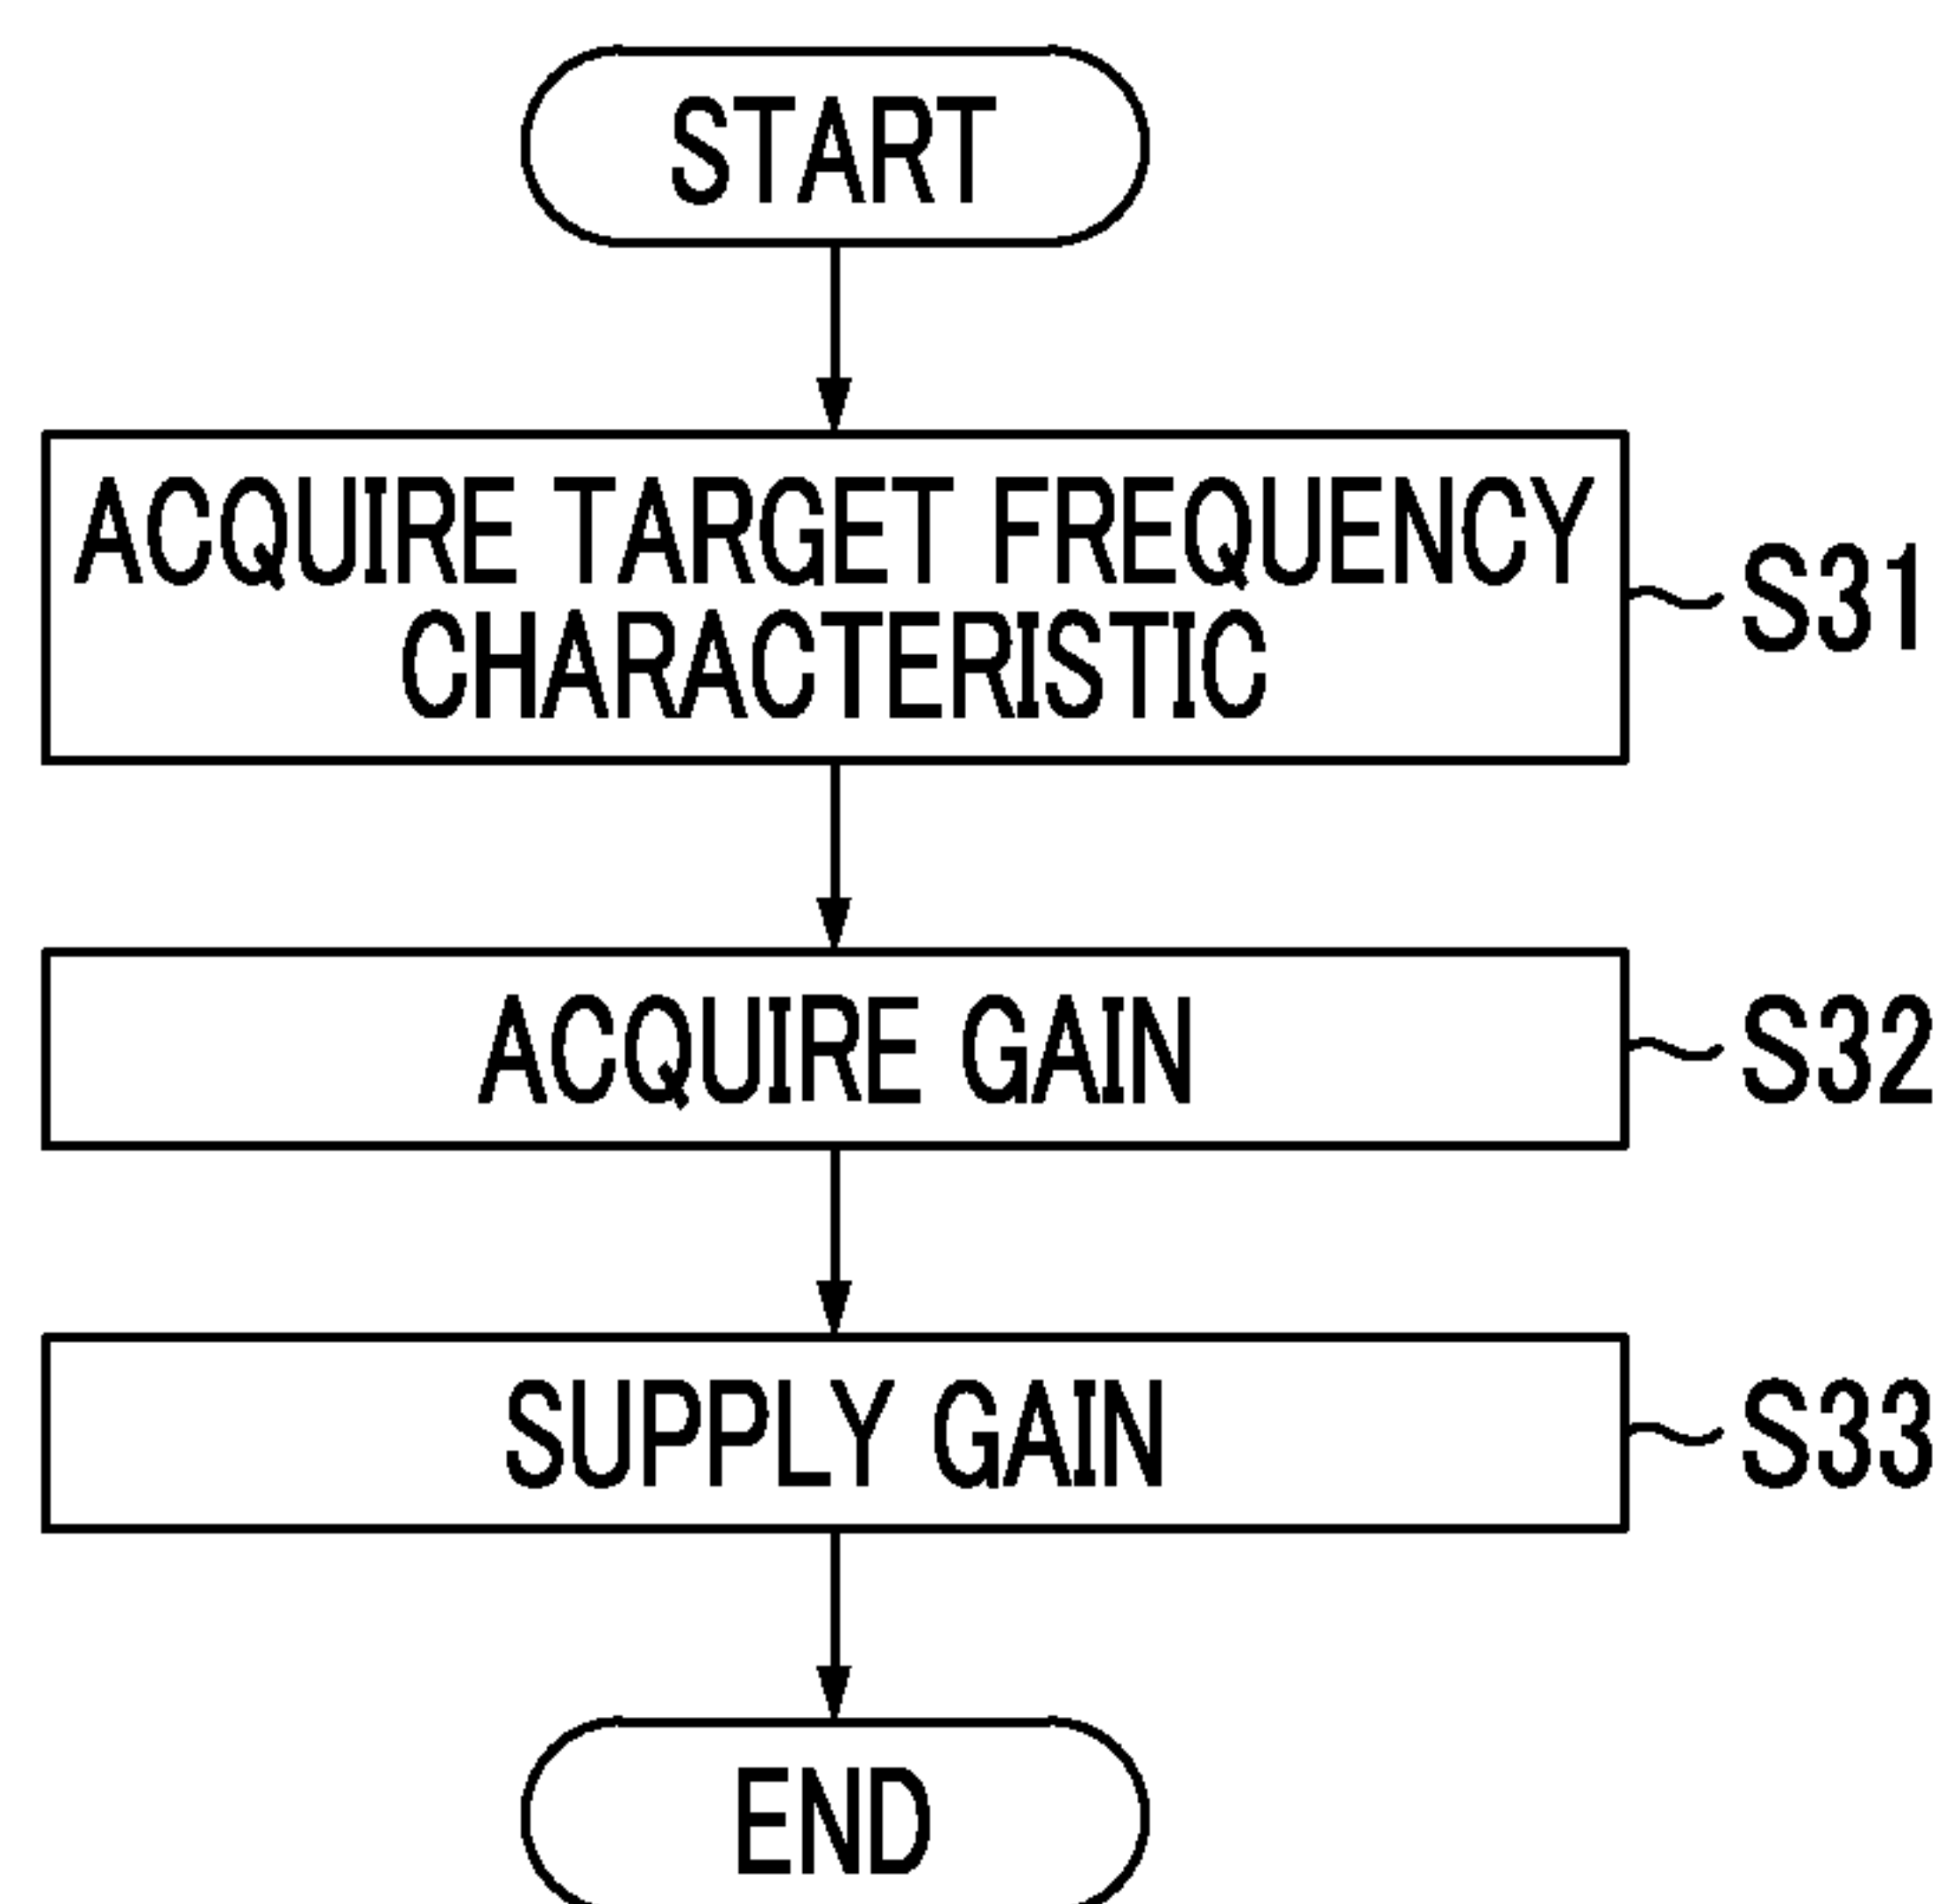 START
ACQUIRE TARGET FREQUENCY
CHARACTERISTIC
S31
ACQUIRE GAIN
S32
SUPPLY GAIN
S33
END